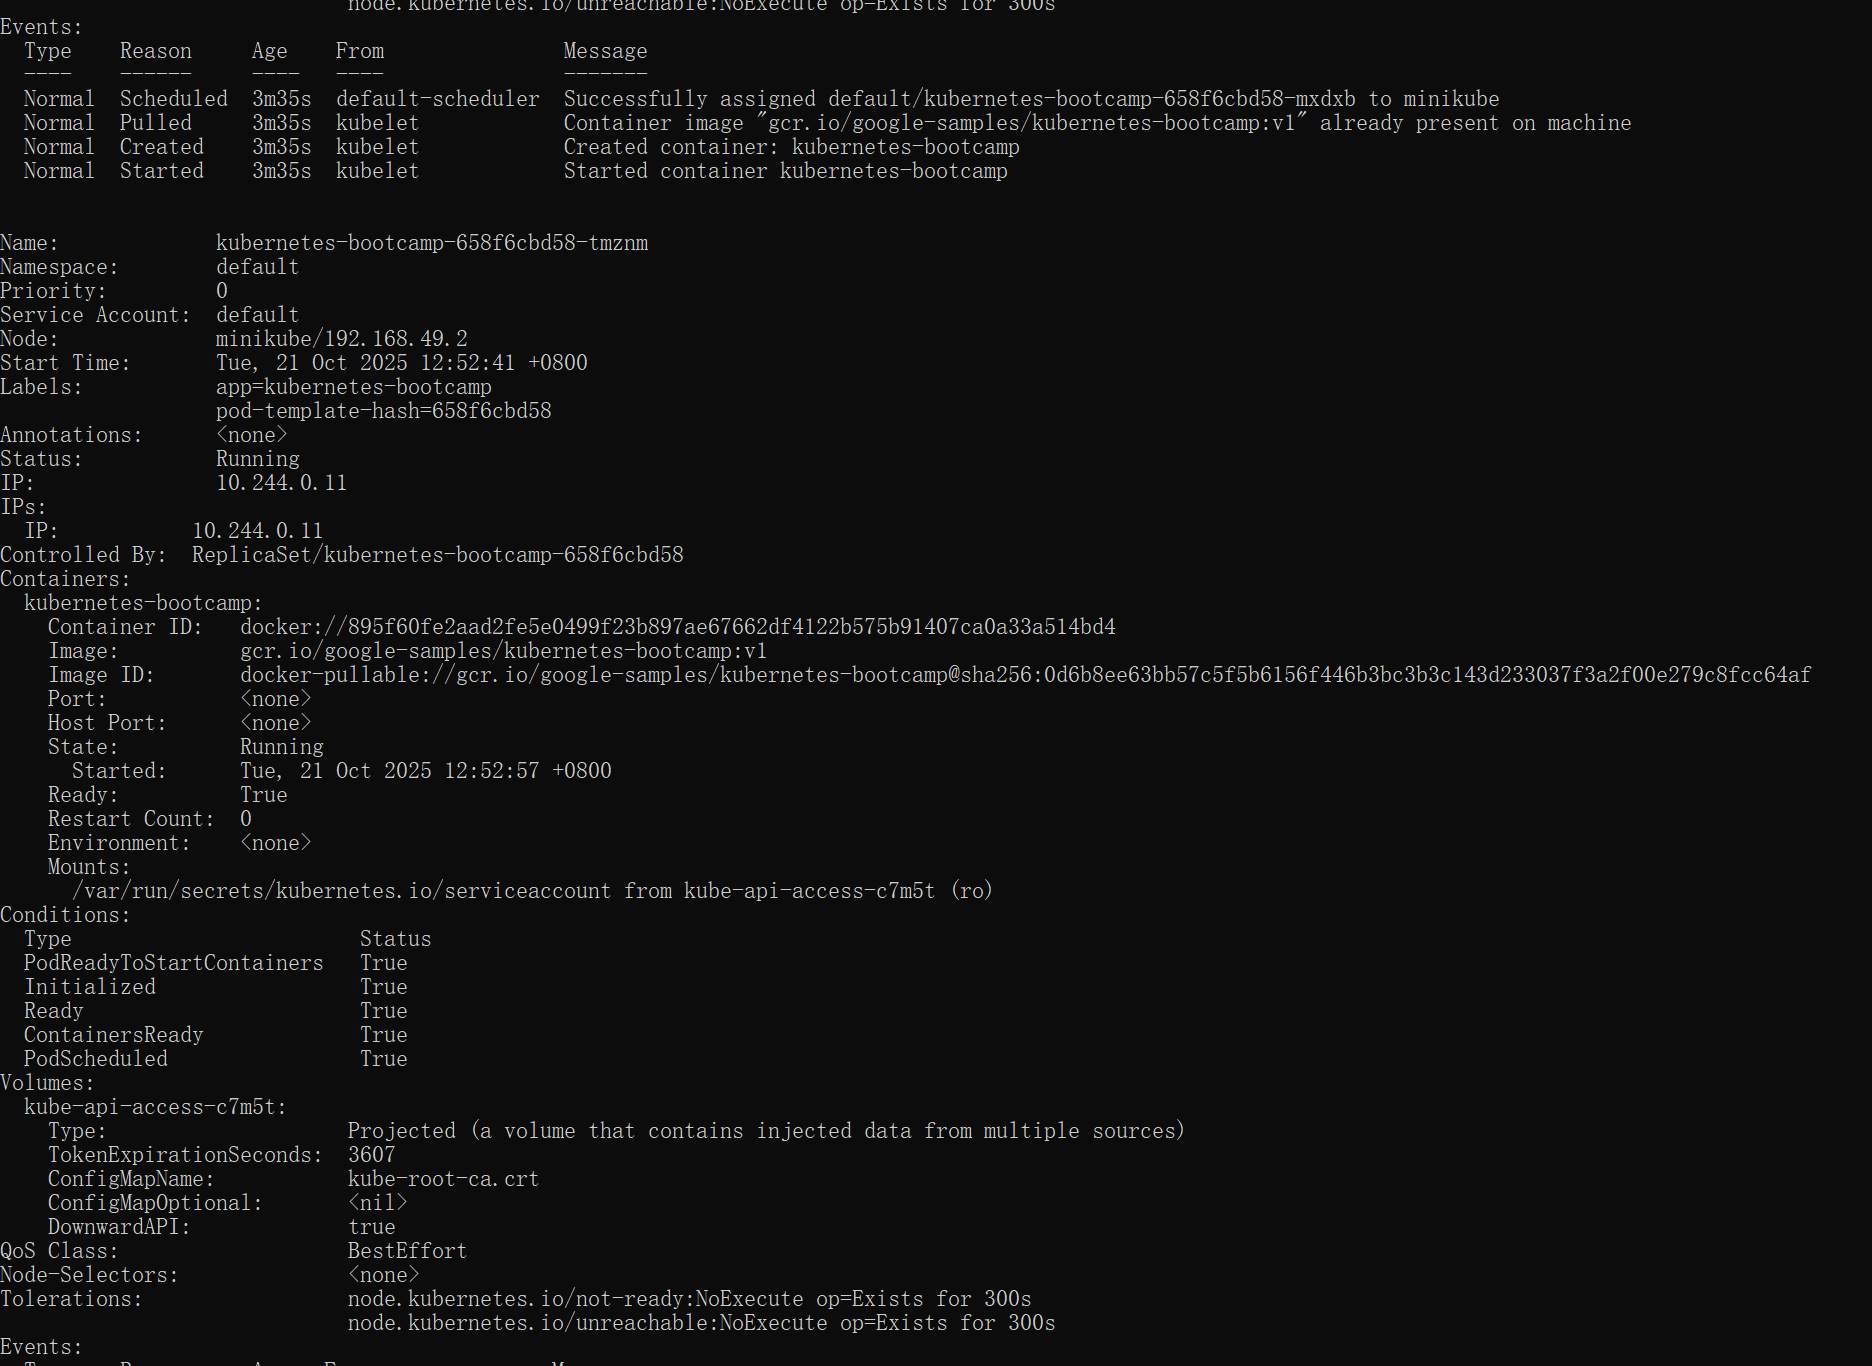 node.kubernetes.io/unreachable:NoExecute op=Exists for 300s
Events:
  Type    Reason     Age    From               Message
  ----    ------     ----   ----               -------
  Normal  Scheduled  3m35s  default-scheduler  Successfully assigned default/kubernetes-bootcamp-658f6cbd58-mxdxb to minikube
  Normal  Pulled     3m35s  kubelet            Container image "gcr.io/google-samples/kubernetes-bootcamp:v1" already present on machine
  Normal  Created    3m35s  kubelet            Created container: kubernetes-bootcamp
  Normal  Started    3m35s  kubelet            Started container kubernetes-bootcamp
Name:             kubernetes-bootcamp-658f6cbd58-tmznm
Namespace:        default
Priority:         0
Service Account:  default
Node:             minikube/192.168.49.2
Start Time:       Tue, 21 Oct 2025 12:52:41 +0800
Labels:           app=kubernetes-bootcamp
                  pod-template-hash=658f6cbd58
Annotations:      <none>
Status:           Running
IP:               10.244.0.11
IPs:
  IP:           10.244.0.11
Controlled By:  ReplicaSet/kubernetes-bootcamp-658f6cbd58
Containers:
  kubernetes-bootcamp:
    Container ID:   docker://895f60fe2aad2fe5e0499f23b897ae67662df4122b575b91407ca0a33a514bd4
    Image:          gcr.io/google-samples/kubernetes-bootcamp:v1
    Image ID:       docker-pullable://gcr.io/google-samples/kubernetes-bootcamp@sha256:0d6b8ee63bb57c5f5b6156f446b3bc3b3c143d233037f3a2f00e279c8fcc64af
    Port:           <none>
    Host Port:      <none>
    State:          Running
      Started:      Tue, 21 Oct 2025 12:52:57 +0800
    Ready:          True
    Restart Count:  0
    Environment:    <none>
    Mounts:
      /var/run/secrets/kubernetes.io/serviceaccount from kube-api-access-c7m5t (ro)
Conditions:
  Type                        Status
  PodReadyToStartContainers   True
  Initialized                 True
  Ready                       True
  ContainersReady             True
  PodScheduled                True
Volumes:
  kube-api-access-c7m5t:
    Type:                    Projected (a volume that contains injected data from multiple sources)
    TokenExpirationSeconds:  3607
    ConfigMapName:           kube-root-ca.crt
    ConfigMapOptional:       <nil>
    DownwardAPI:             true
QoS Class:                   BestEffort
Node-Selectors:              <none>
Tolerations:                 node.kubernetes.io/not-ready:NoExecute op=Exists for 300s
                             node.kubernetes.io/unreachable:NoExecute op=Exists for 300s
Events: